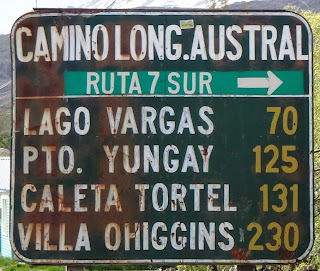 CAMINO LONG. AUSTRAL
RUTA 7 SUR
LAGO VARGAS 70
PTO. YUNGAY 125
CALETA TORTEL 131
VILLA OHIGGINS 230